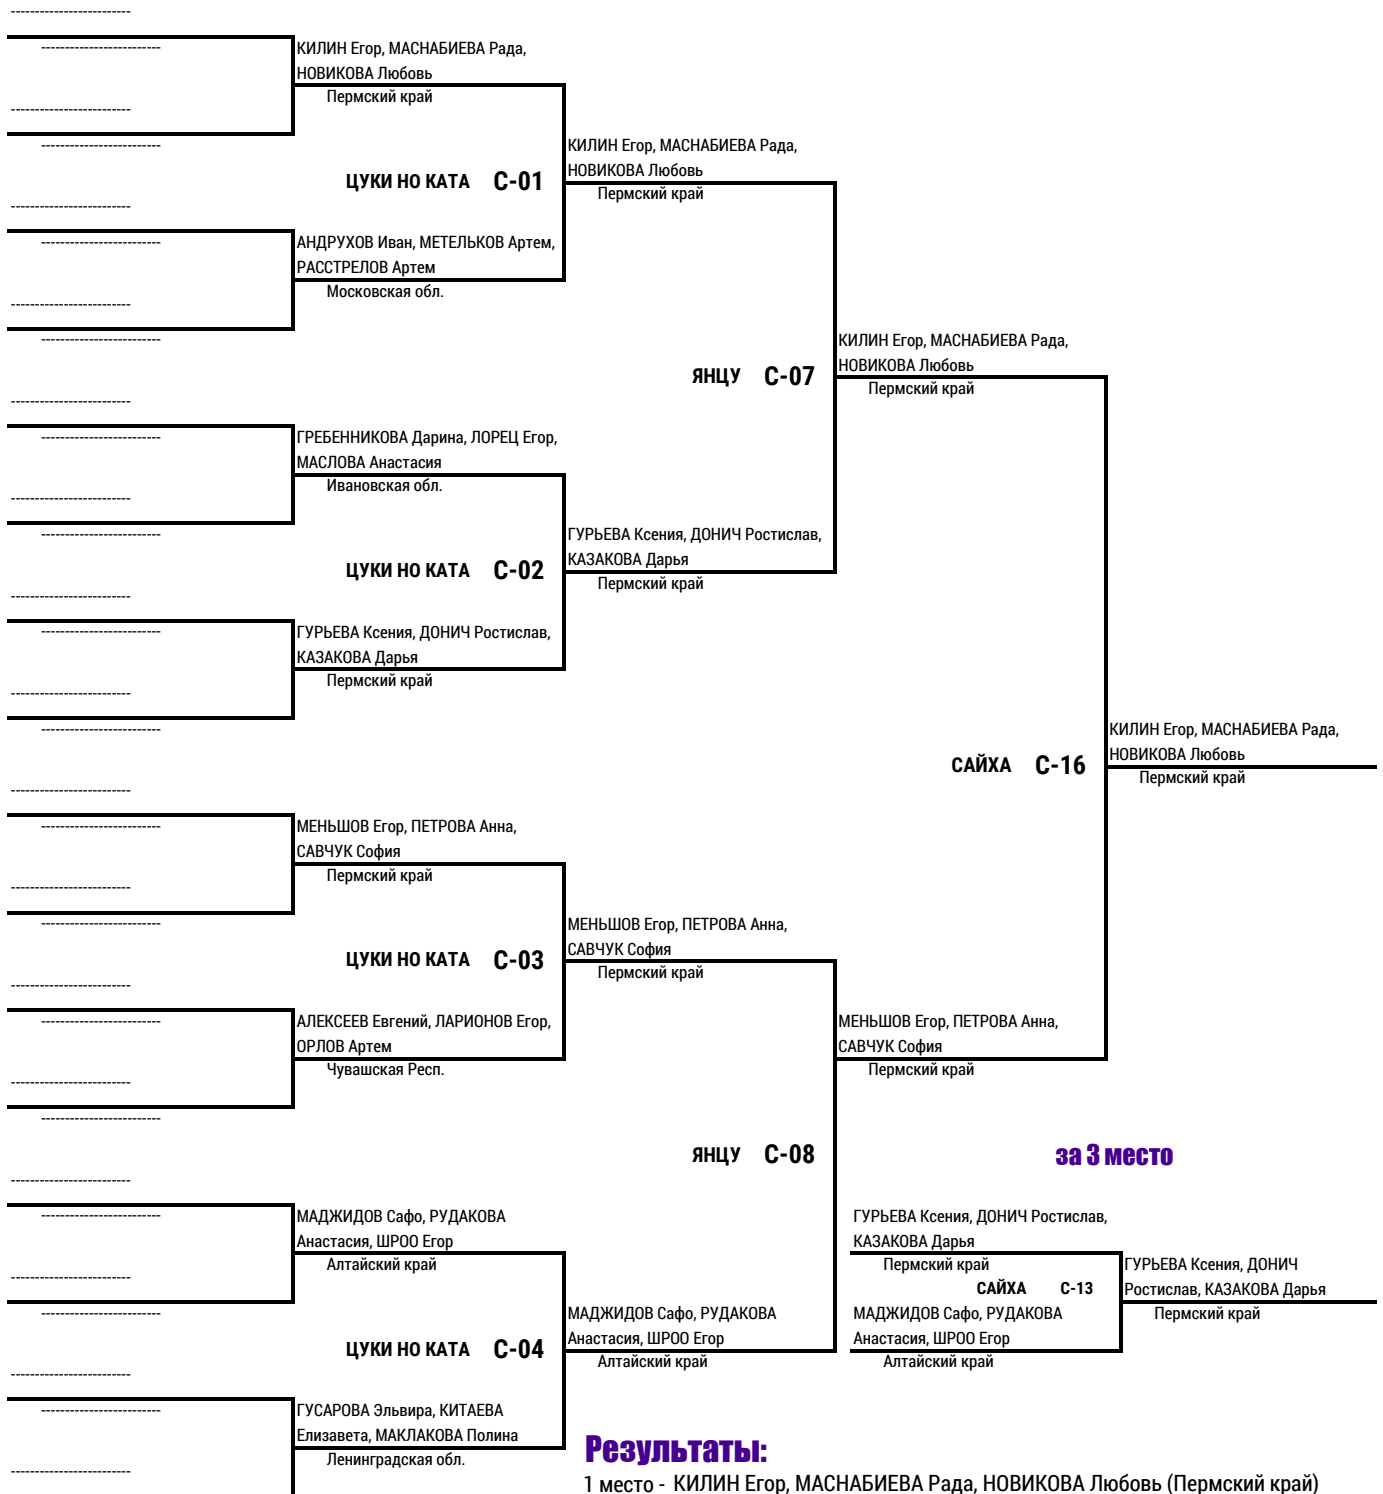 КИЛИН Егор, МАСНАБИЕВА Рада,
НОВИКОВА Любовь
Пермский край
ЦУКИ НО КАТА С-01
АНДРУХОВ Иван, МЕТЕЛЬКОВ Артем,
РАССТРЕЛОВ Артем
Московская обл.
КИЛИН Егор, МАСНАБИЕВА Рада,
НОВИКОВА Любовь
Пермский край
ЯНЦУ С-07
КИЛИН Егор, МАСНАБИЕВА Рада,
НОВИКОВА Любовь
Пермский край
ГРЕБЕННИКОВА Дарина, ЛОРЕЦ Егор,
МАСЛОВА Анастасия
Ивановская обл.
ЦУКИ НО КАТА С-02
ГУРЬЕВА Ксения, ДОНИЧ Ростислав,
КАЗАКОВА Дарья
Пермский край
ГУРЬЕВА Ксения, ДОНИЧ Ростислав,
КАЗАКОВА Дарья
Пермский край
САЙХА С-16
КИЛИН Егор, МАСНАБИЕВА Рада,
НОВИКОВА Любовь
Пермский край
МЕНЬШОВ Егор, ПЕТРОВА Анна,
САВЧУК София
Пермский край
ЦУКИ НО КАТА С-03
МЕНЬШОВ Егор, ПЕТРОВА Анна,
САВЧУК София
Пермский край
АЛЕКСЕЕВ Евгений, ЛАРИОНОВ Егор,
ОРЛОВ Артем
Чувашская Респ.
МЕНЬШОВ Егор, ПЕТРОВА Анна,
САВЧУК София
Пермский край
ЯНЦУ С-08
за 3 место
МАДЖИДОВ Сафо, РУДАКОВА
Анастасия, ШРОО Егор
Алтайский край
ЦУКИ НО КАТА С-04
МАДЖИДОВ Сафо, РУДАКОВА
Анастасия, ШРОО Егор
Алтайский край
ГУРЬЕВА Ксения, ДОНИЧ Ростислав,
КАЗАКОВА Дарья
Пермский край
САЙХА С-13
МАДЖИДОВ Сафо, РУДАКОВА
Анастасия, ШРОО Егор
Алтайский край
ГУРЬЕВА Ксения, ДОНИЧ
Ростислав, КАЗАКОВА Дарья
Пермский край
ГУСАРОВА Эльвира, КИТАЕВА
Елизавета, МАКЛАКОВА Полина
Ленинградская обл.
Результаты:
1 место - КИЛИН Егор, МАСНАБИЕВА Рада, НОВИКОВА Любовь (Пермский край)